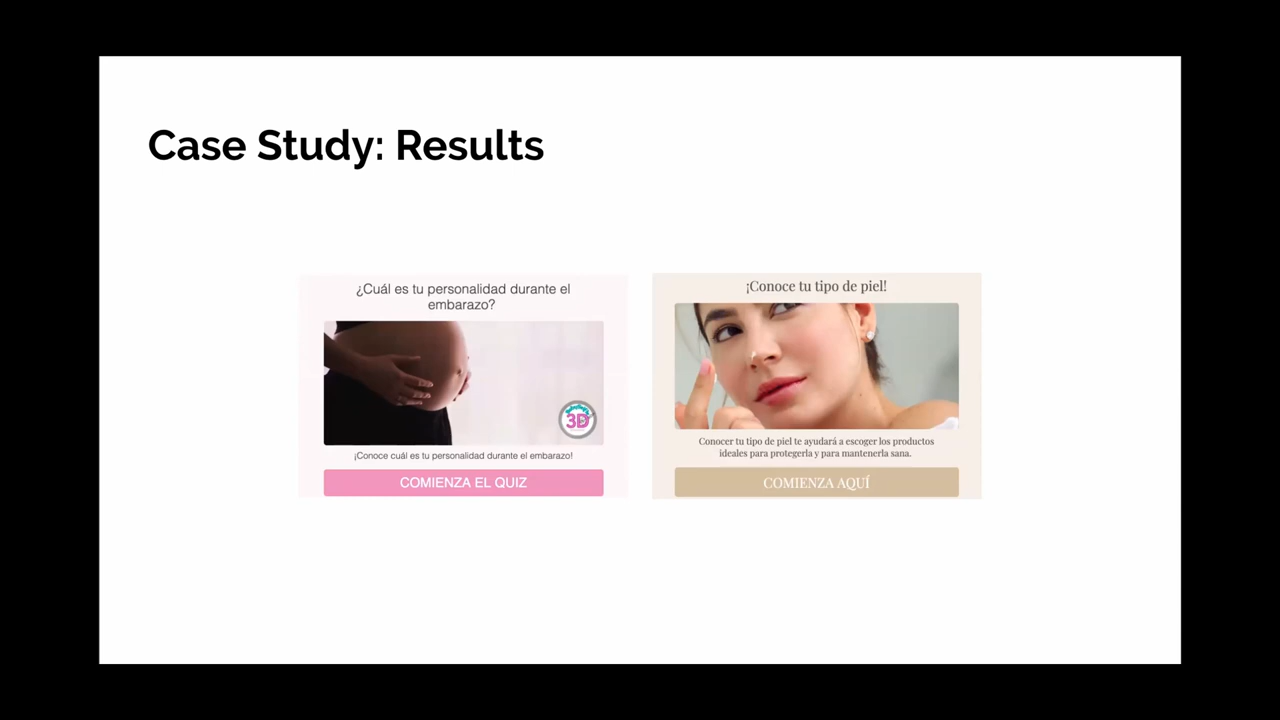 Case Study: Results
¿Cuál es tu personalidad durante el
embarazo?
3D
¡Conoce cuál es tu personalidad durante el embarazo!
COMIENZA EL QUIZ
¡Conoce tu tipo de piel!
Conocer tu tipo de piel te ayudará a escoger los productos
ideales para protegerla y para mantenerla sana.
COMIENZA AQUÍ